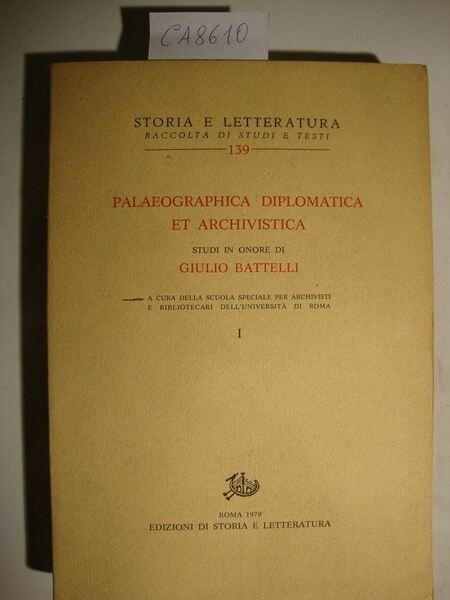 CA8610
STORIA E LETTERATURA
RACCOLTA DI STUDI E TESTI
139
PALAEOGRAPHICA DIPLOMATICA
ET ARCHIVISTICA
STUDI IN ONORE DI
GIULIO BATTELLI
A CURA DELLA SCUOLA SPECIALE PER ARCHIVISTI
E BIBLIOTECARI DELL'UNIVERSITÀ DI ROMA
I
ROMA 1979
EDIZIONI DI STORIA E LETTERATURA